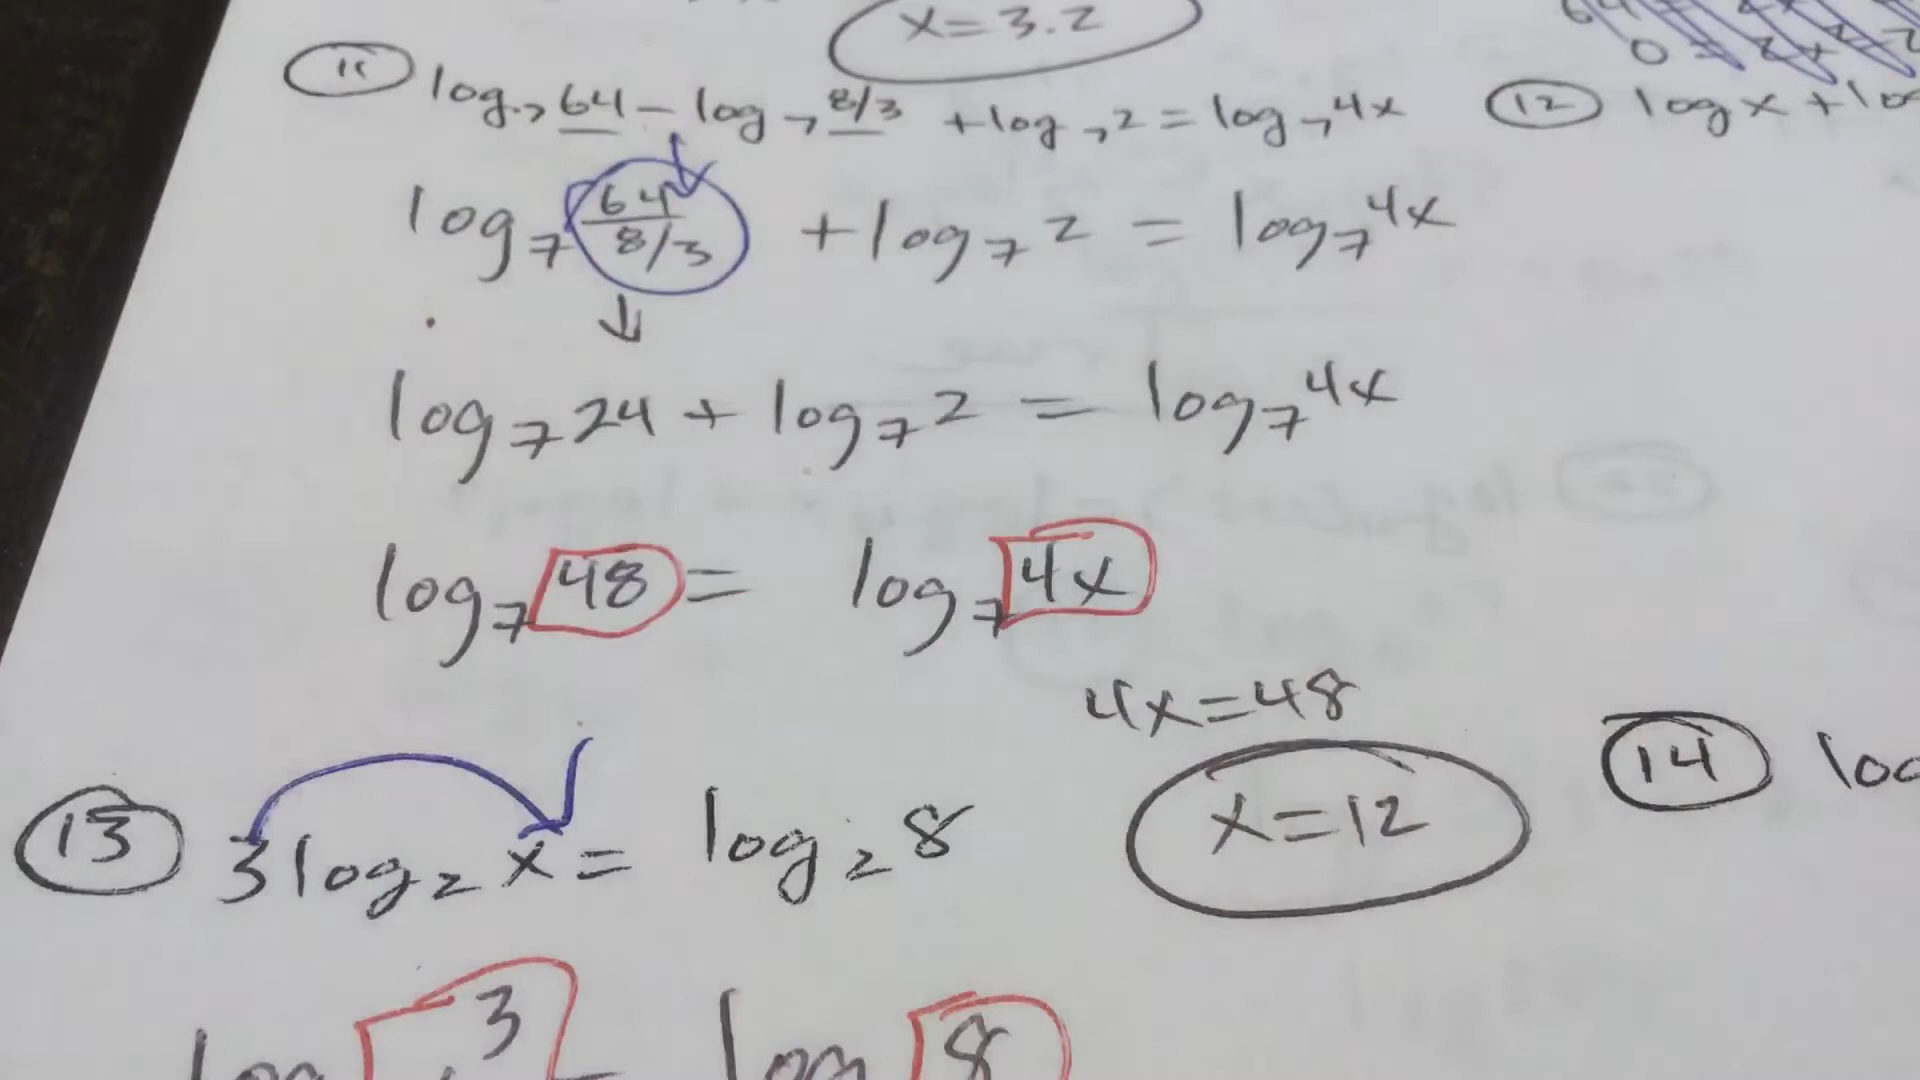 x=3.2
11 log₇ 64 - log₇ 8/3 + log₇ 2 = log₇ 4x
12 log x +
log₇ 64/(8/3) + log₇ 2 = log₇ 4x
log₇ 24 + log₇ 2 = log₇ 4x
log₇ 48 = log₇ 4x
4x=48
x=12
13 3 log₂ x = log₂ 8
14
3
8